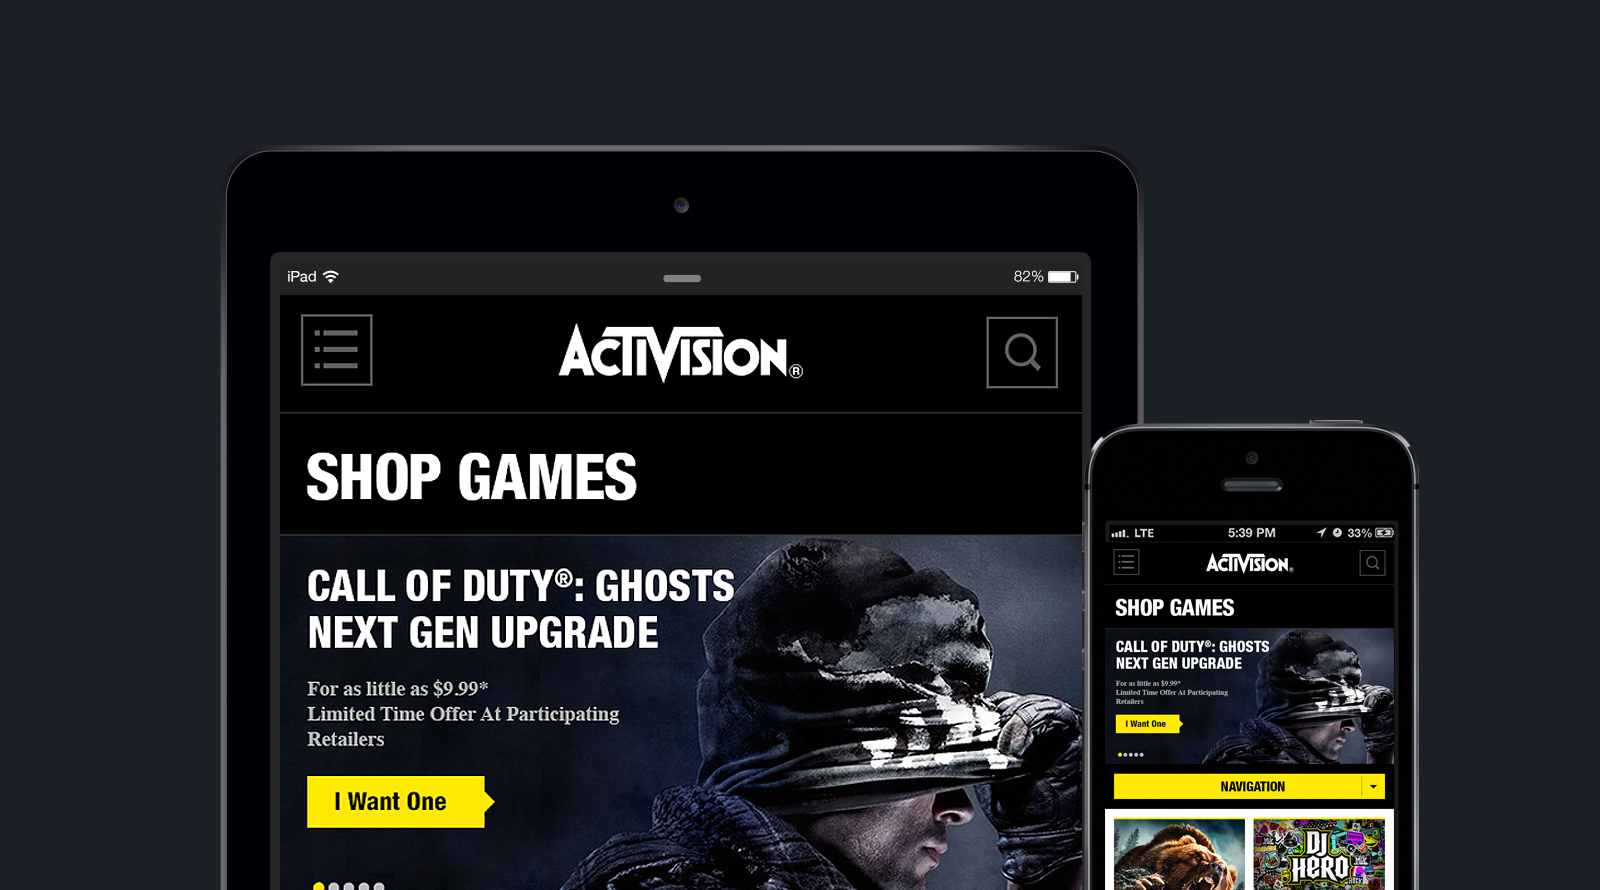 iPad
82%
ACTIVISION®
SHOP GAMES
CALL OF DUTY®: GHOSTS
NEXT GEN UPGRADE
For as little as $9.99*
Limited Time Offer At Participating
Retailers
I Want One
LTE
5:39 PM
33%
ACTIVISION®
SHOP GAMES
CALL OF DUTY®: GHOSTS
NEXT GEN UPGRADE
For as little as $9.99*
Limited Time Offer At Participating
Retailers
I Want One
NAVIGATION
DJ
HERO